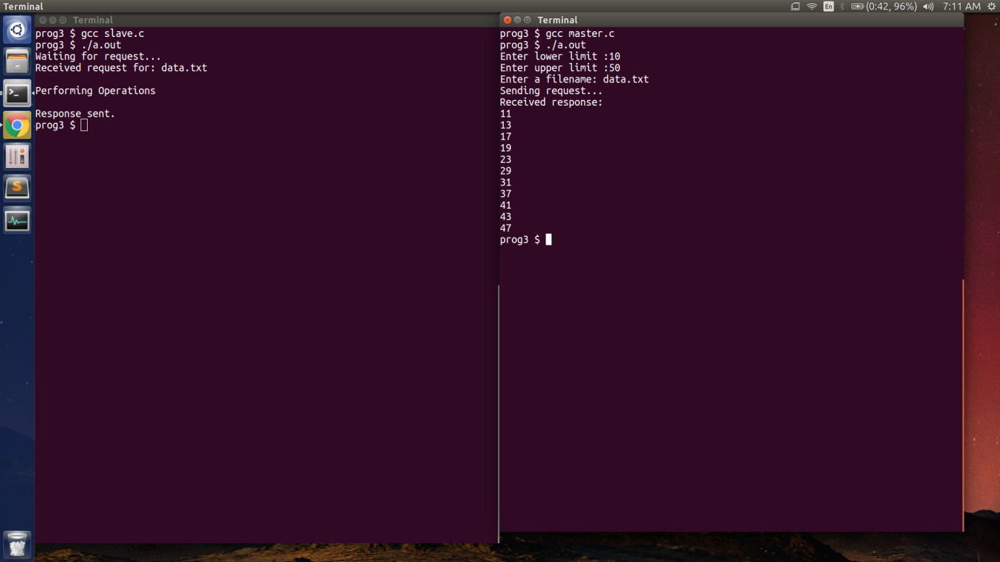 Terminal
En
(0:42, 96%)
7:11 AM
Terminal
prog3 $ gcc slave.c
prog3 $ ./a.out
Waiting for request...
Received request for: data.txt
Performing Operations
Response sent.
prog3 $
Terminal
prog3 $ gcc master.c
prog3 $ ./a.out
Enter lower limit :10
Enter upper limit :50
Enter a filename: data.txt
Sending request...
Received response:
11
13
17
19
23
29
31
37
41
43
47
prog3 $